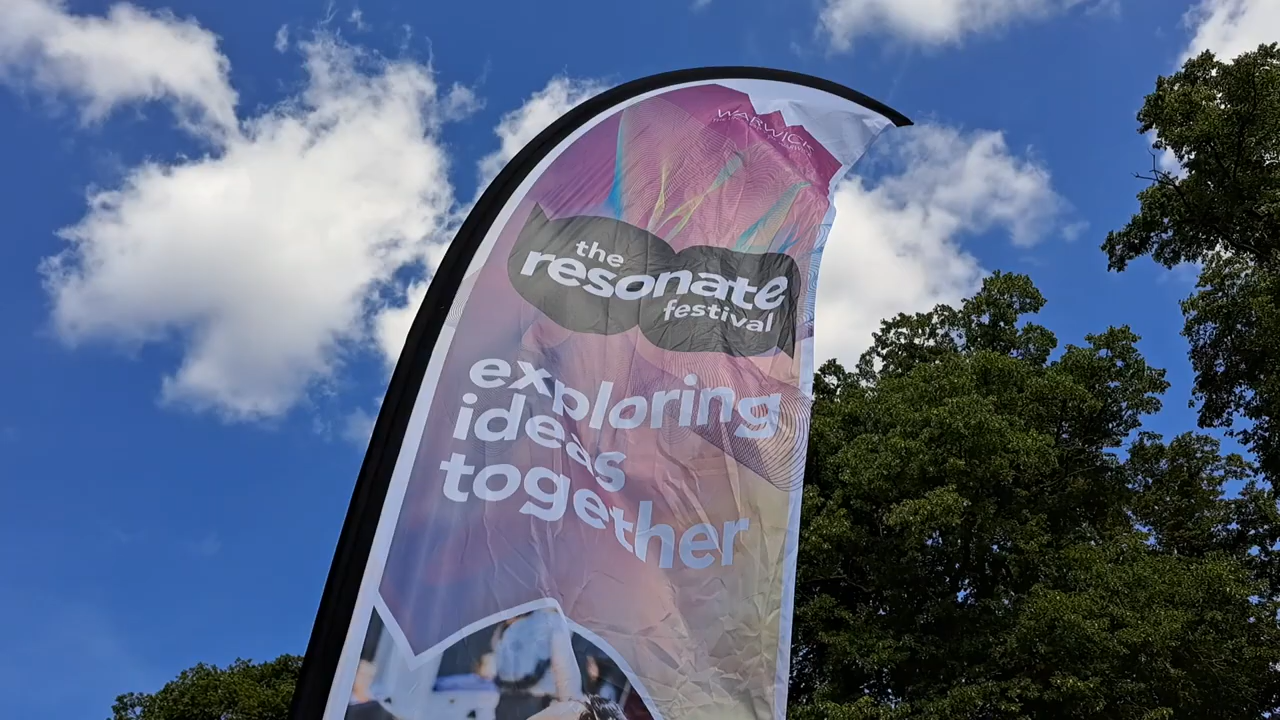 WARWICK
the
resonate
festival
exploring
ideas
together